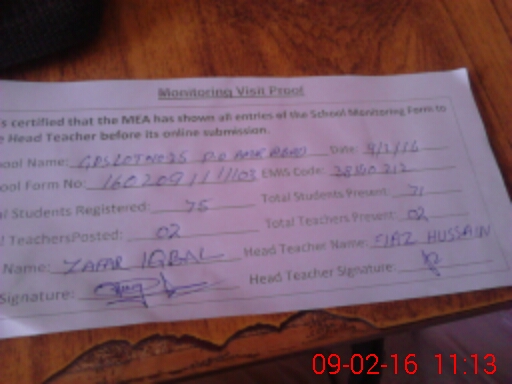 Monitoring Visit Proof
s certified that the MEA has shown all entries of the School Monitoring Form to
e Head Teacher before its online submission.
ool Name: P.O Date: 9/2/16
ool Form No: EMIS Code:
al Students Registered: 75 Total Students Present: 71
l TeachersPosted: 02 Total Teachers Present: 02
Name: ZAFAR IQBAL Head Teacher Name: FIAZ HUSSAIN
Signature: Head Teacher Signature:
09-02-16 11:13